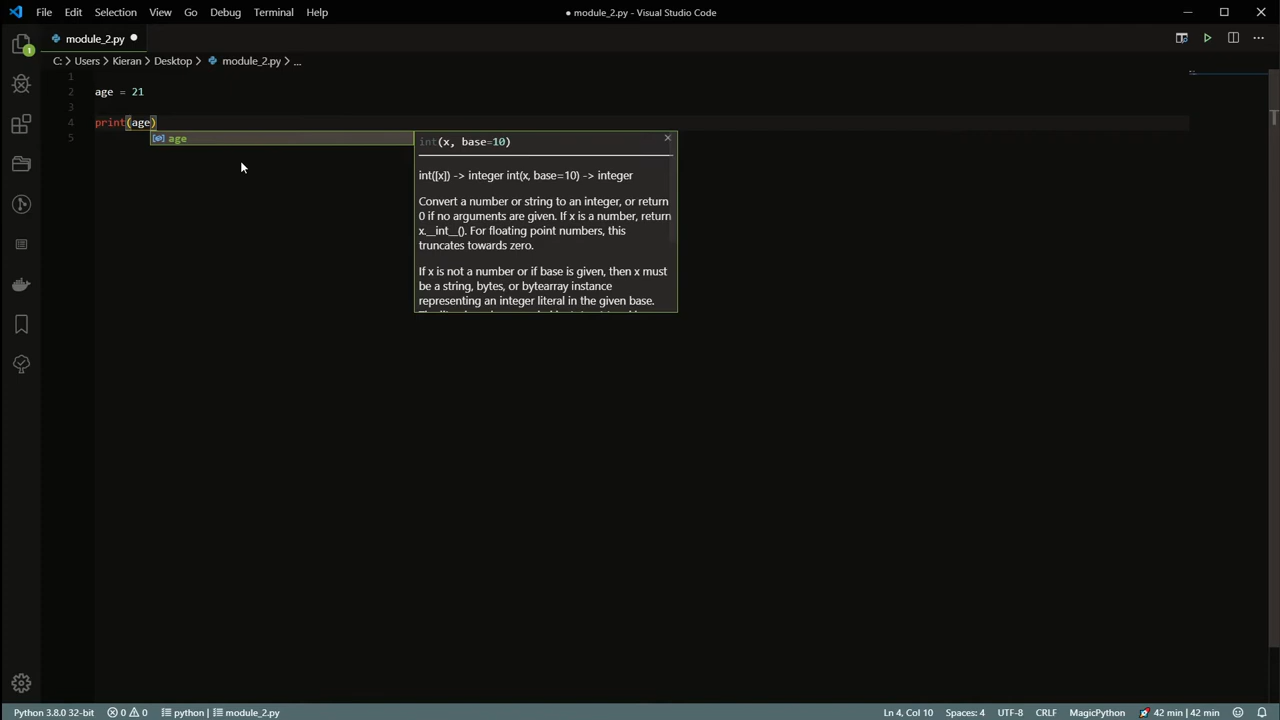 File Edit Selection View Go Debug Terminal Help
● module_2.py - Visual Studio Code
module_2.py
1
C: > Users > Kieran > Desktop > module_2.py > ...
1
2 age = 21
3
4 print(age)
5
age
int(x, base=10)
int([x]) -> integer int(x, base=10) -> integer
Convert a number or string to an integer, or return
0 if no arguments are given. If x is a number, return
x.__int__(). For floating point numbers, this
truncates towards zero.
If x is not a number or if base is given, then x must
be a string, bytes, or bytearray instance
representing an integer literal in the given base.
Python 3.8.0 32-bit 0 0 python | module_2.py Ln 4, Col 10 Spaces: 4 UTF-8 CRLF MagicPython 42 min | 42 min